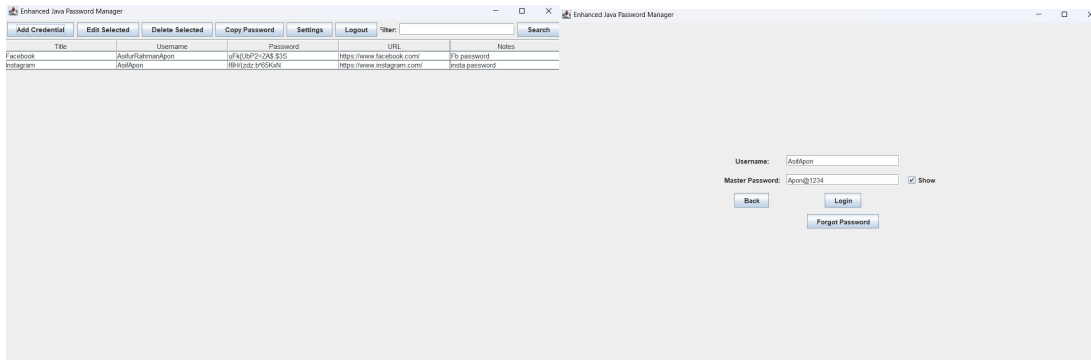 Enhanced Java Password Manager
Add Credential Edit Selected Delete Selected Copy Password Settings Logout Filter: Search
Title Username Password URL Notes
Facebook AsifurRahmanApon https://www.facebook.com/ Fb password
Instagram AsifApon https://www.instagram.com/ insta password
Enhanced Java Password Manager
Username: AsifApon
Master Password: Apon@1234 Show
Back Login
Forgot Password